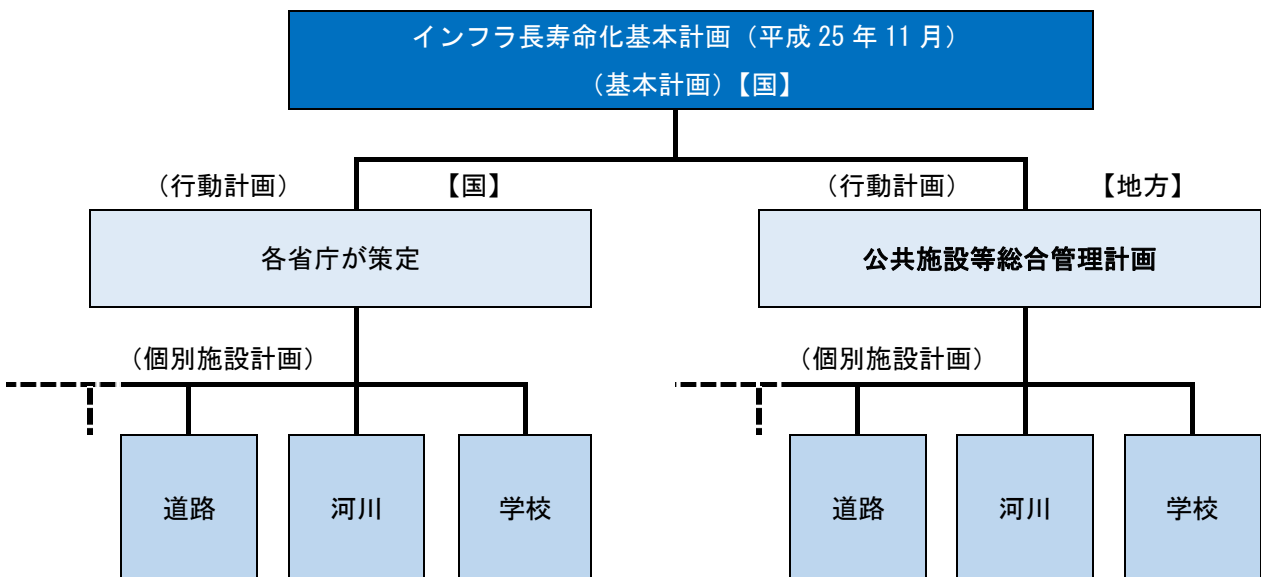 インフラ長寿命化基本計画（平成 25 年 11 月）
（基本計画）【国】
（行動計画） 【国】
（行動計画） 【地方】
各省庁が策定
公共施設等総合管理計画
（個別施設計画）
（個別施設計画）
道路
河川
学校
道路
河川
学校